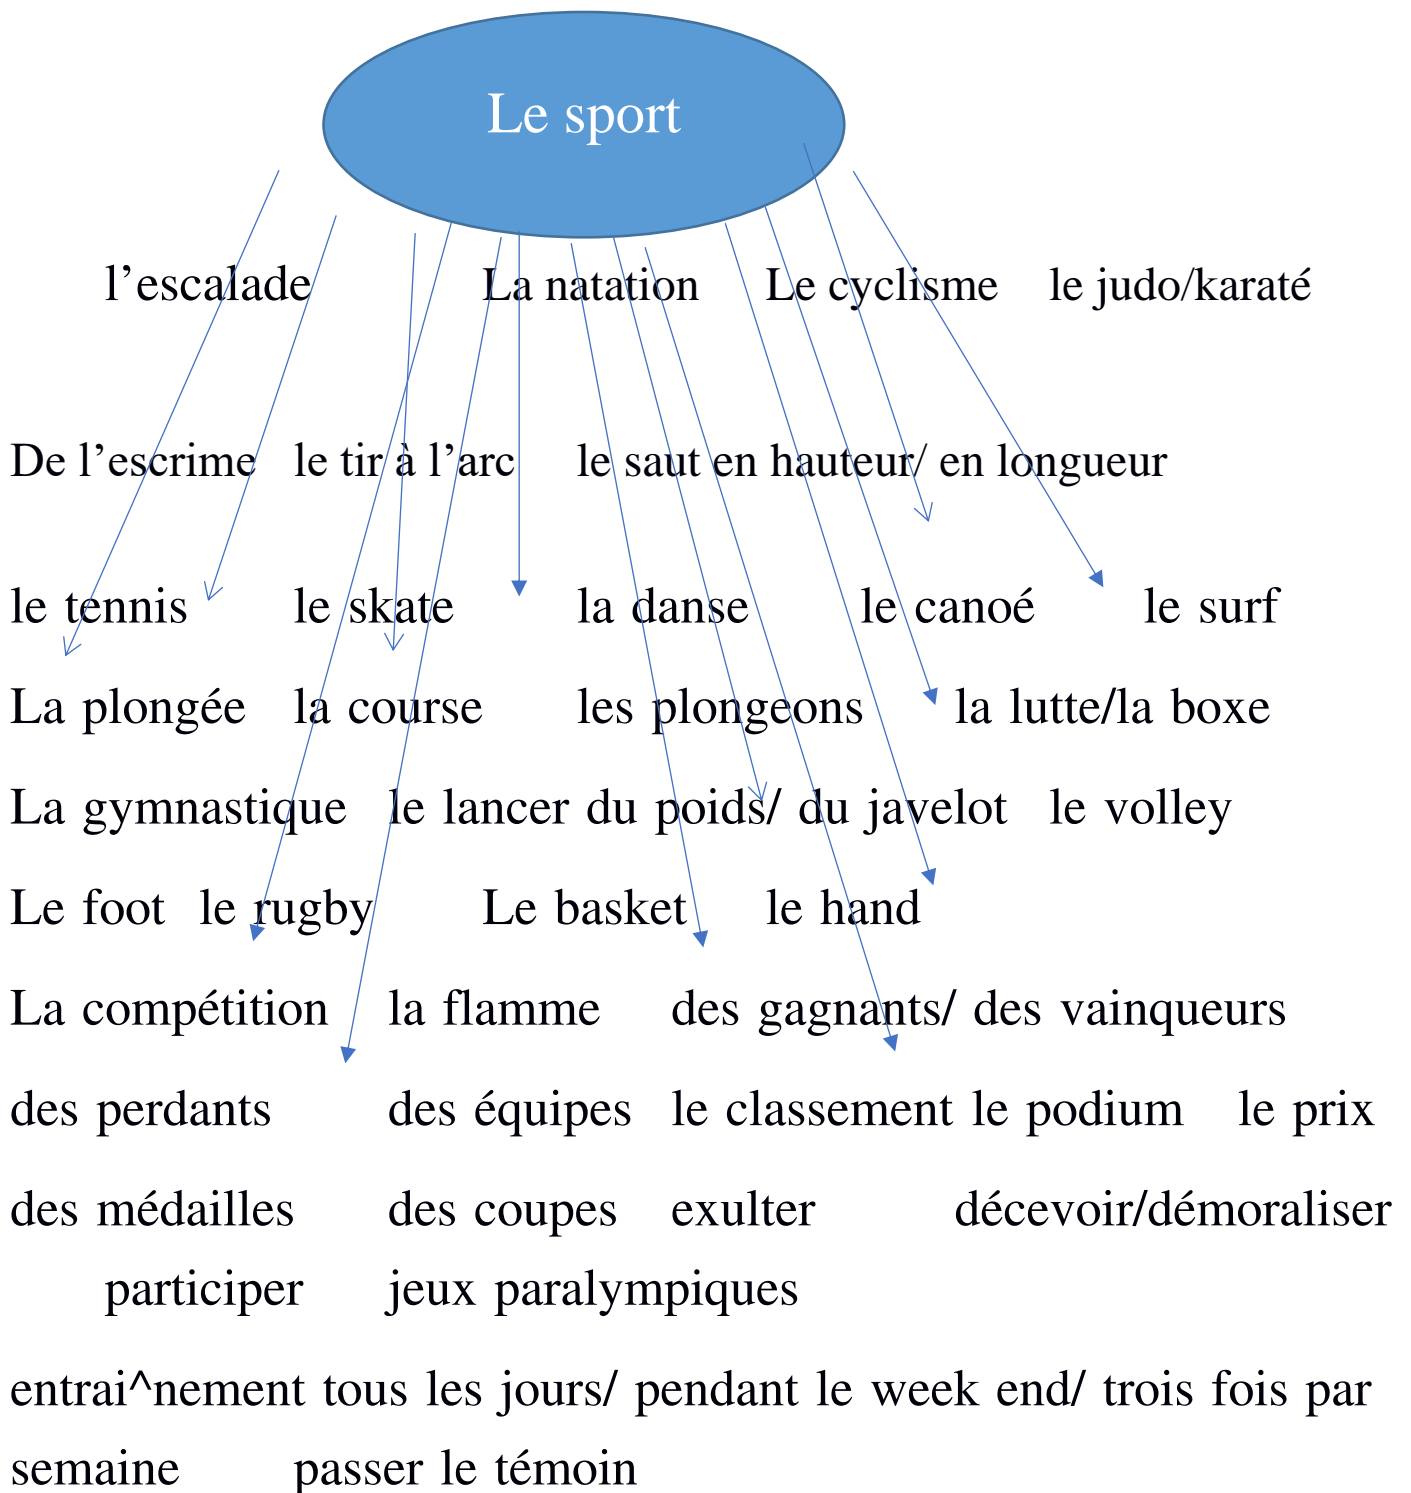 Le sport
l’escalade La natation Le cyclisme le judo/karaté
De l’escrime le tir à l’arc le saut en hauteur/ en longueur
le tennis le skate la danse le canoé le surf
La plongée la course les plongeons la lutte/la boxe
La gymnastique le lancer du poids/ du javelot le volley
Le foot le rugby Le basket le hand
La compétition la flamme des gagnants/ des vainqueurs
des perdants des équipes le classement le podium le prix
des médailles des coupes exulter décevoir/démoraliser
participer jeux paralympiques
entrai^nement tous les jours/ pendant le week end/ trois fois par
semaine passer le témoin